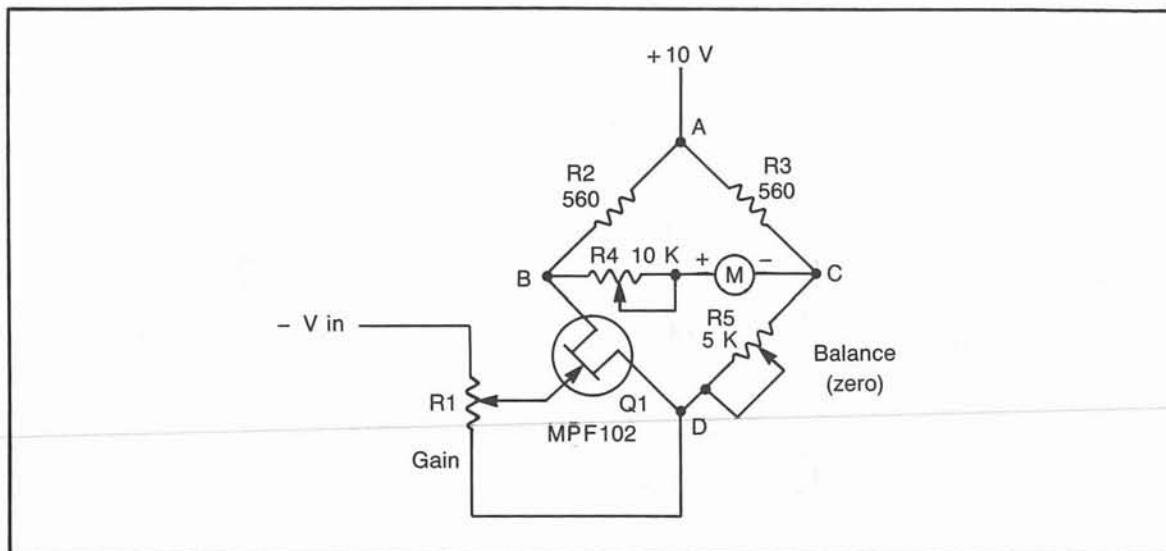 +10 V
A
R2
560
R3
560
R4 10 K
+
M
-
B
C
- V in
R5
5 K
Balance
(zero)
R1
Q1
D
MPF102
Gain